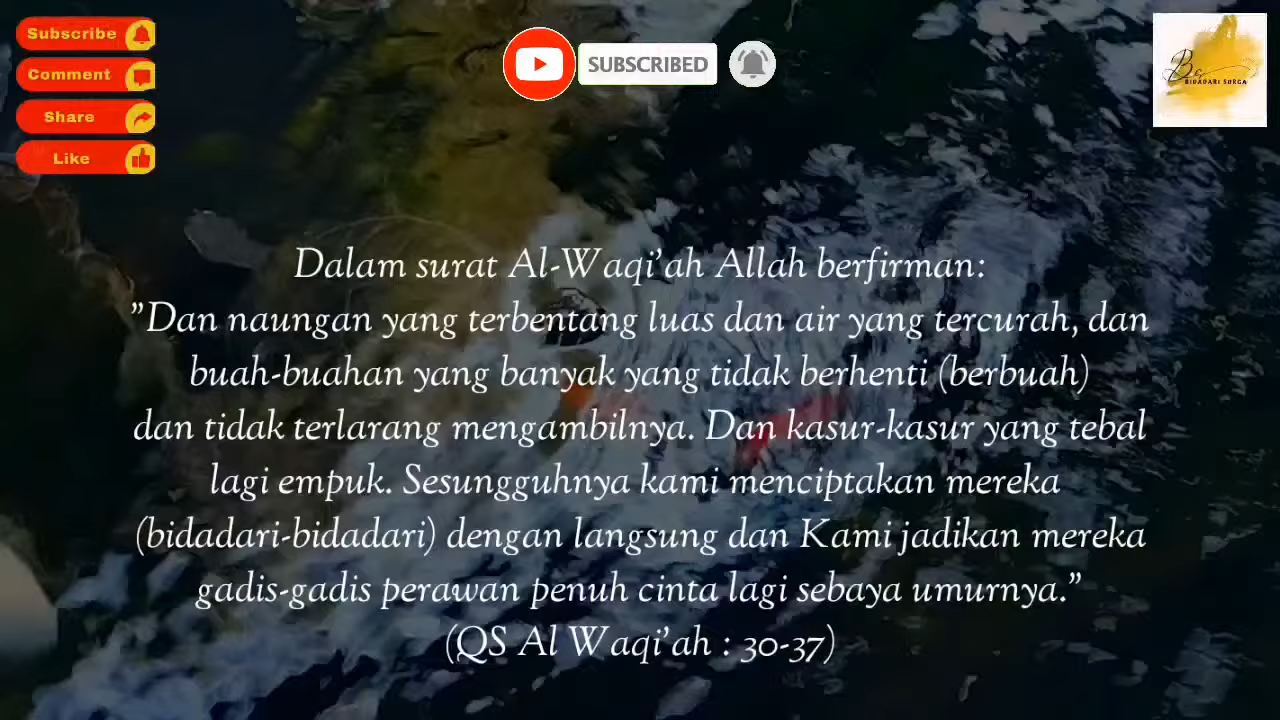 Subscribe
Comment
Share
Like
SUBSCRIBED
Bs
BIDADARI SURGA
Dalam surat Al-Waqi’ah Allah berfirman:
”Dan naungan yang terbentang luas dan air yang tercurah, dan
buah-buahan yang banyak yang tidak berhenti (berbuah)
dan tidak terlarang mengambilnya. Dan kasur-kasur yang tebal
lagi empuk. Sesungguhnya kami menciptakan mereka
(bidadari-bidadari) dengan langsung dan Kami jadikan mereka
gadis-gadis perawan penuh cinta lagi sebaya umurnya.”
(QS Al Waqi’ah : 30-37)